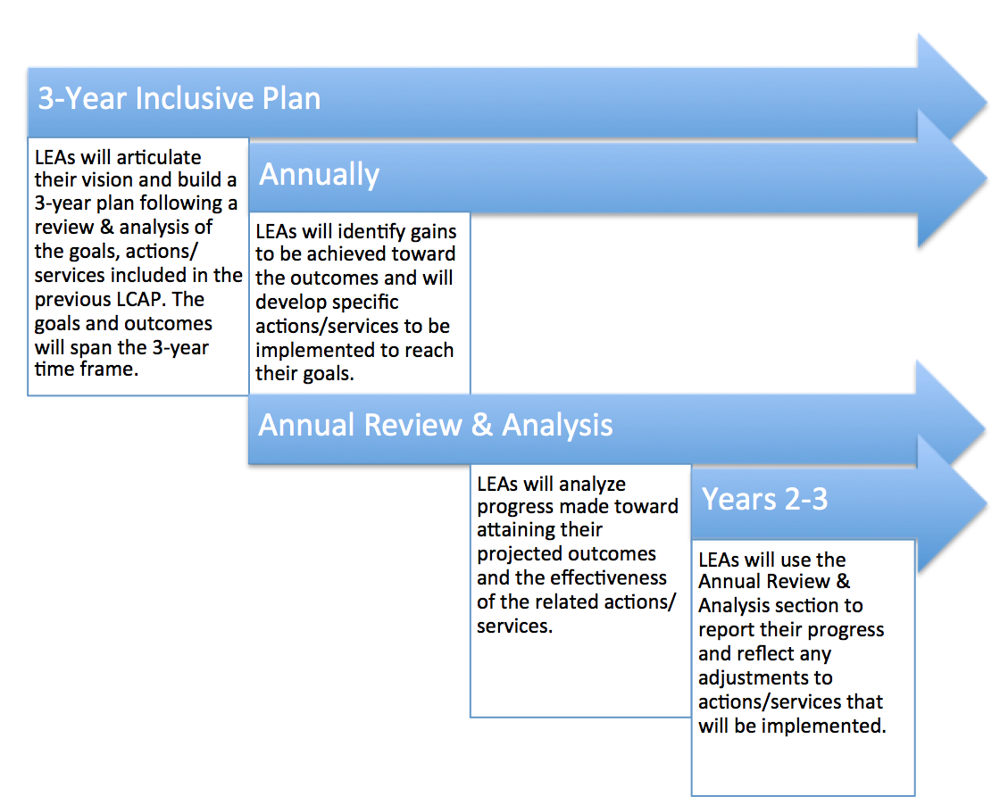 3-Year Inclusive Plan
LEAs will articulate
their vision and build a
3-year plan following a
review & analysis of
the goals, actions/
services included in the
previous LCAP. The
goals and outcomes
will span the 3-year
time frame.
Annually
LEAs will identify gains
to be achieved toward
the outcomes and will
develop specific
actions/services to be
implemented to reach
their goals.
Annual Review & Analysis
LEAs will analyze
progress made toward
attaining their
projected outcomes
and the effectiveness
of the related actions/
services.
Years 2-3
LEAs will use the
Annual Review &
Analysis section to
report their progress
and reflect any
adjustments to
actions/services that
will be implemented.